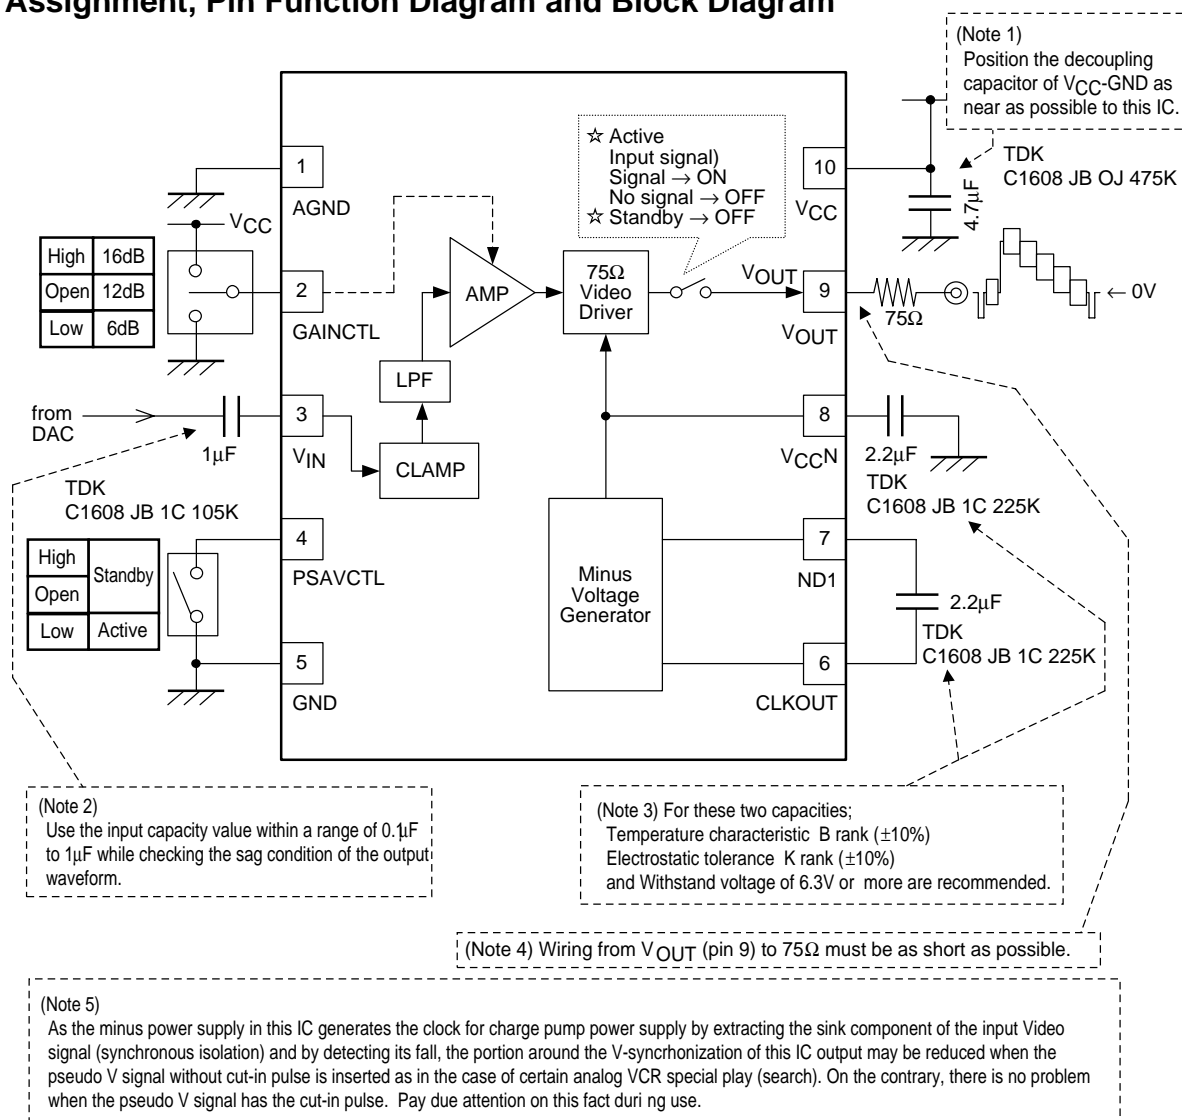 Assignment, Pin Function Diagram and Block Diagram
(Note 1)
Position the decoupling
capacitor of VCC-GND as
near as possible to this IC.
☆ Active
Input signal)
Signal → ON
No signal → OFF
☆ Standby → OFF
1
AGND
10
VCC
4.7μF
TDK
C1608 JB OJ 475K
VCC
High 16dB
Open 12dB
Low 6dB
2
GAINCTL
AMP
75Ω
Video
Driver
VOUT
9
VOUT
75Ω
← 0V
LPF
from
DAC
1μF
3
VIN
CLAMP
8
VCCN
2.2μF
TDK
C1608 JB 1C 105K
TDK
C1608 JB 1C 225K
High
Open
Standby
Low Active
4
PSAVCTL
Minus
Voltage
Generator
7
ND1
2.2μF
TDK
C1608 JB 1C 225K
5
GND
6
CLKOUT
(Note 2)
Use the input capacity value within a range of 0.1μF
to 1μF while checking the sag condition of the output
waveform.
(Note 3) For these two capacities;
Temperature characteristic B rank (±10%)
Electrostatic tolerance K rank (±10%)
and Withstand voltage of 6.3V or more are recommended.
(Note 4) Wiring from VOUT (pin 9) to 75Ω must be as short as possible.
(Note 5)
As the minus power supply in this IC generates the clock for charge pump power supply by extracting the sink component of the input Video
signal (synchronous isolation) and by detecting its fall, the portion around the V-syncrhonization of this IC output may be reduced when the
pseudo V signal without cut-in pulse is inserted as in the case of certain analog VCR special play (search). On the contrary, there is no problem
when the pseudo V signal has the cut-in pulse. Pay due attention on this fact duri ng use.